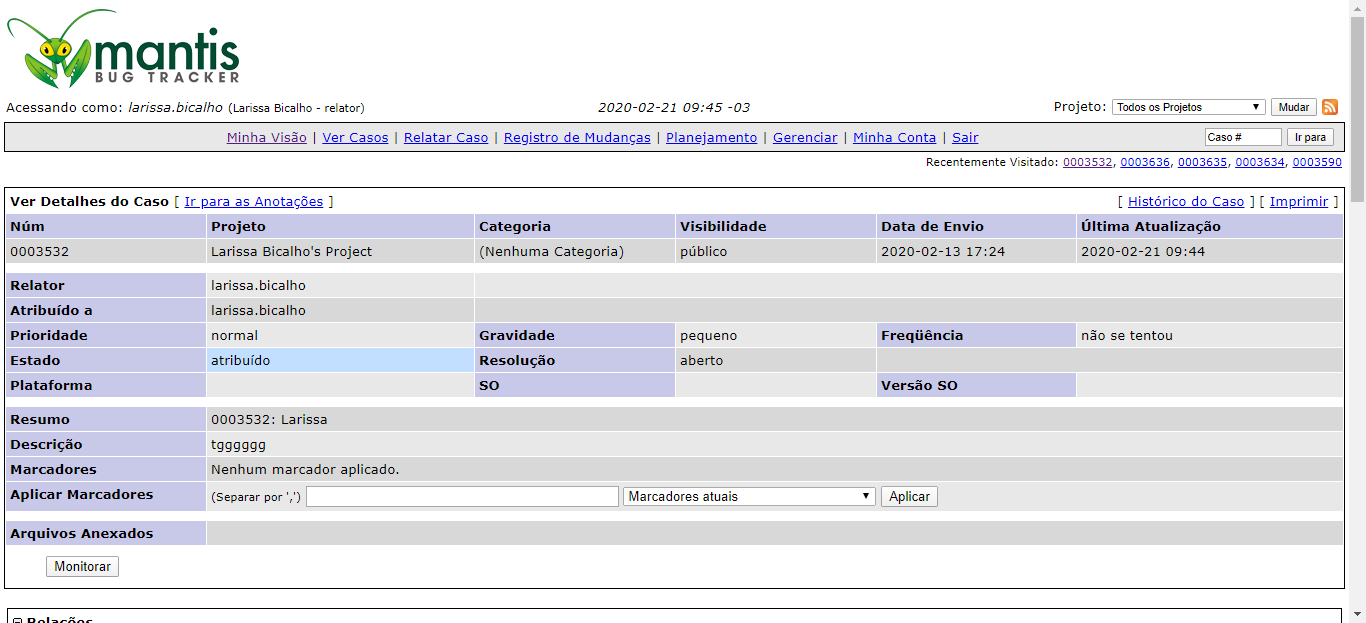 mantis
BUG TRACKER
Acessando como: larissa.bicalho (Larissa Bicalho - relator) 2020-02-21 09:45 -03 Projeto: Todos os Projetos Mudar
Minha Visão | Ver Casos | Relatar Caso | Registro de Mudanças | Planejamento | Gerenciar | Minha Conta | Sair Caso # Ir para
Recentemente Visitado: 0003532, 0003636, 0003635, 0003634, 0003590
Ver Detalhes do Caso [ Ir para as Anotações ] [ Histórico do Caso ] [ Imprimir ]
Núm Projeto Categoria Visibilidade Data de Envio Última Atualização
0003532 Larissa Bicalho's Project (Nenhuma Categoria) público 2020-02-13 17:24 2020-02-21 09:44
Relator larissa.bicalho
Atribuído a larissa.bicalho
Prioridade normal Gravidade pequeno Freqüência não se tentou
Estado atribuído Resolução aberto
Plataforma SO Versão SO
Resumo 0003532: Larissa
Descrição tgggggg
Marcadores Nenhum marcador aplicado.
Aplicar Marcadores (Separar por ',') Marcadores atuais Aplicar
Arquivos Anexados
Monitorar
Relações